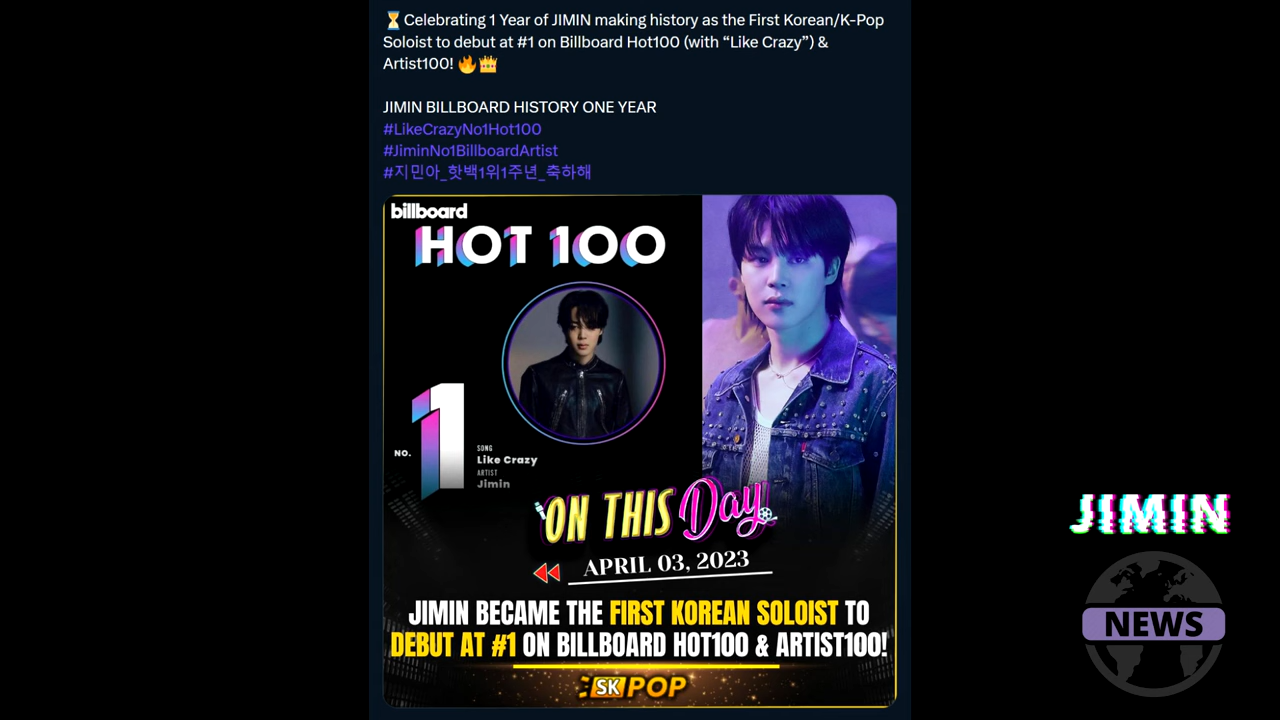 ⏳Celebrating 1 Year of JIMIN making history as the First Korean/K-Pop
Soloist to debut at #1 on Billboard Hot100 (with “Like Crazy”) &
Artist100! 🔥👑
JIMIN BILLBOARD HISTORY ONE YEAR
#LikeCrazyNo1Hot100
#JiminNo1BillboardArtist
#지민아_핫백1위1주년_축하해
billboard
HOT 100
NO. 1
SONG
Like Crazy
ARTIST
Jimin
ON THIS Day
APRIL 03, 2023
JIMIN BECAME THE FIRST KOREAN SOLOIST TO
DEBUT AT #1 ON BILLBOARD HOT100 & ARTIST100!
SK POP
JIMIN
NEWS